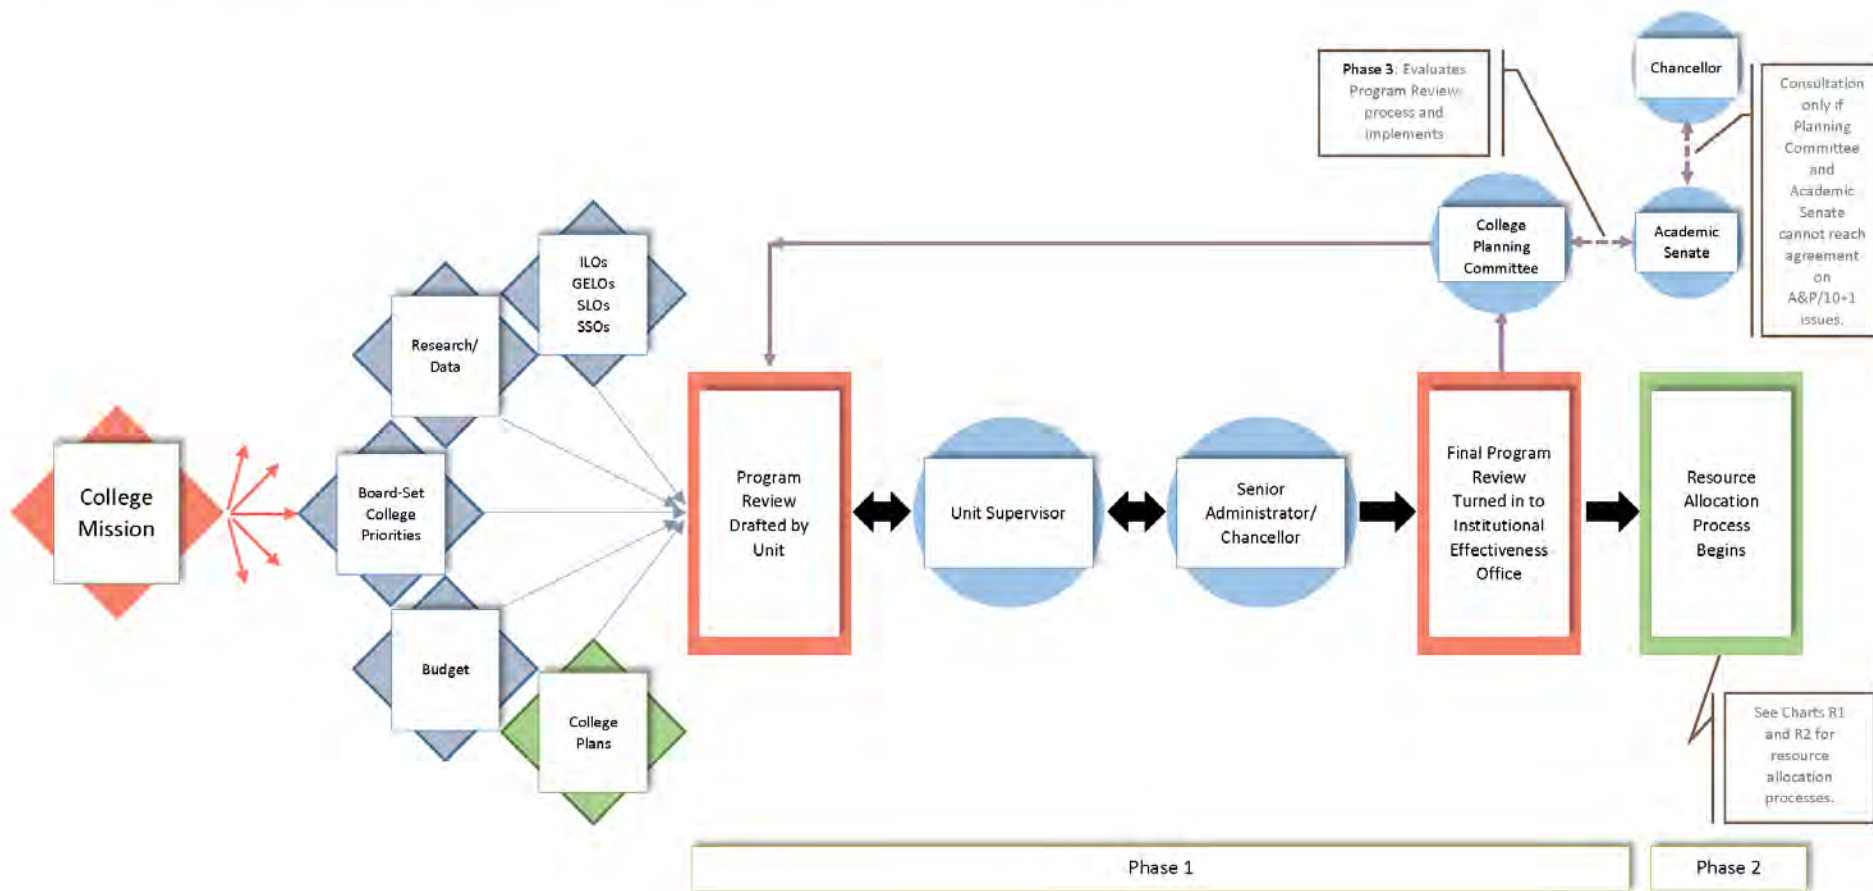 College
Mission
ILOs
GELOs
SLOs
SSOs
Research/
Data
Board-Set
College
Priorities
Budget
College
Plans
Program
Review
Drafted by
Unit
Unit Supervisor
Senior
Administrator/
Chancellor
Final Program
Review
Turned in to
Institutional
Effectiveness
Office
Resource
Allocation
Process
Begins
College
Planning
Committee
Academic
Senate
Chancellor
Phase 3: Evaluates
Program Review
process and
implements
Consultation
only if
Planning
Committee
and
Academic
Senate
cannot reach
agreement
on
A&P/10+1
issues.
See Charts R1
and R2 for
resource
allocation
processes.
Phase 1
Phase 2